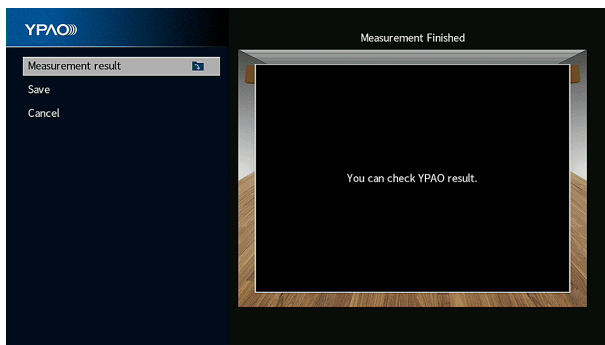 YPAO
Measurement Finished
Measurement result
Save
Cancel
You can check YPAO result.